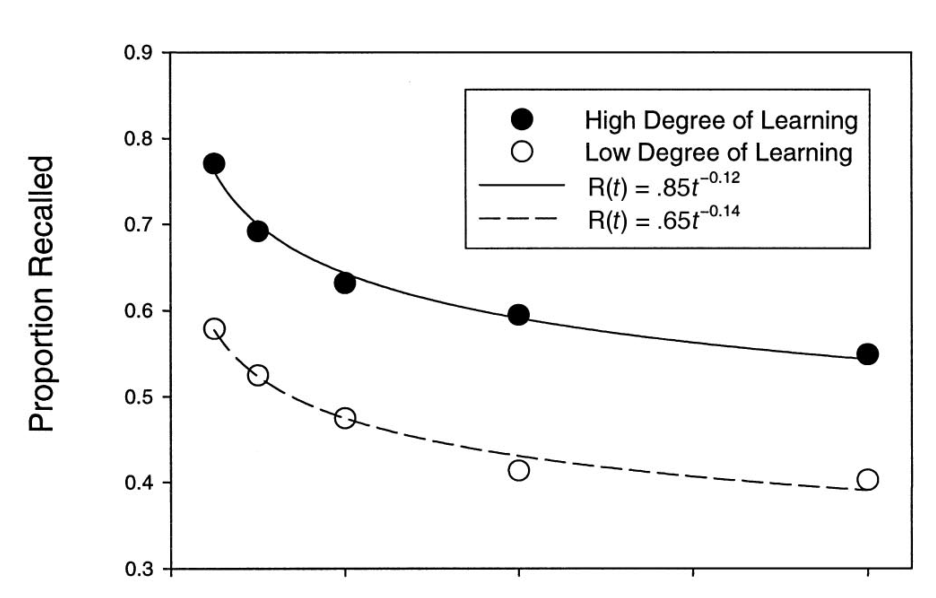 0.9
0.8
0.7
0.6
0.5
0.4
0.3
Proportion Recalled
High Degree of Learning
Low Degree of Learning
R(t) = .85t⁻⁰·¹²
R(t) = .65t⁻⁰·¹⁴